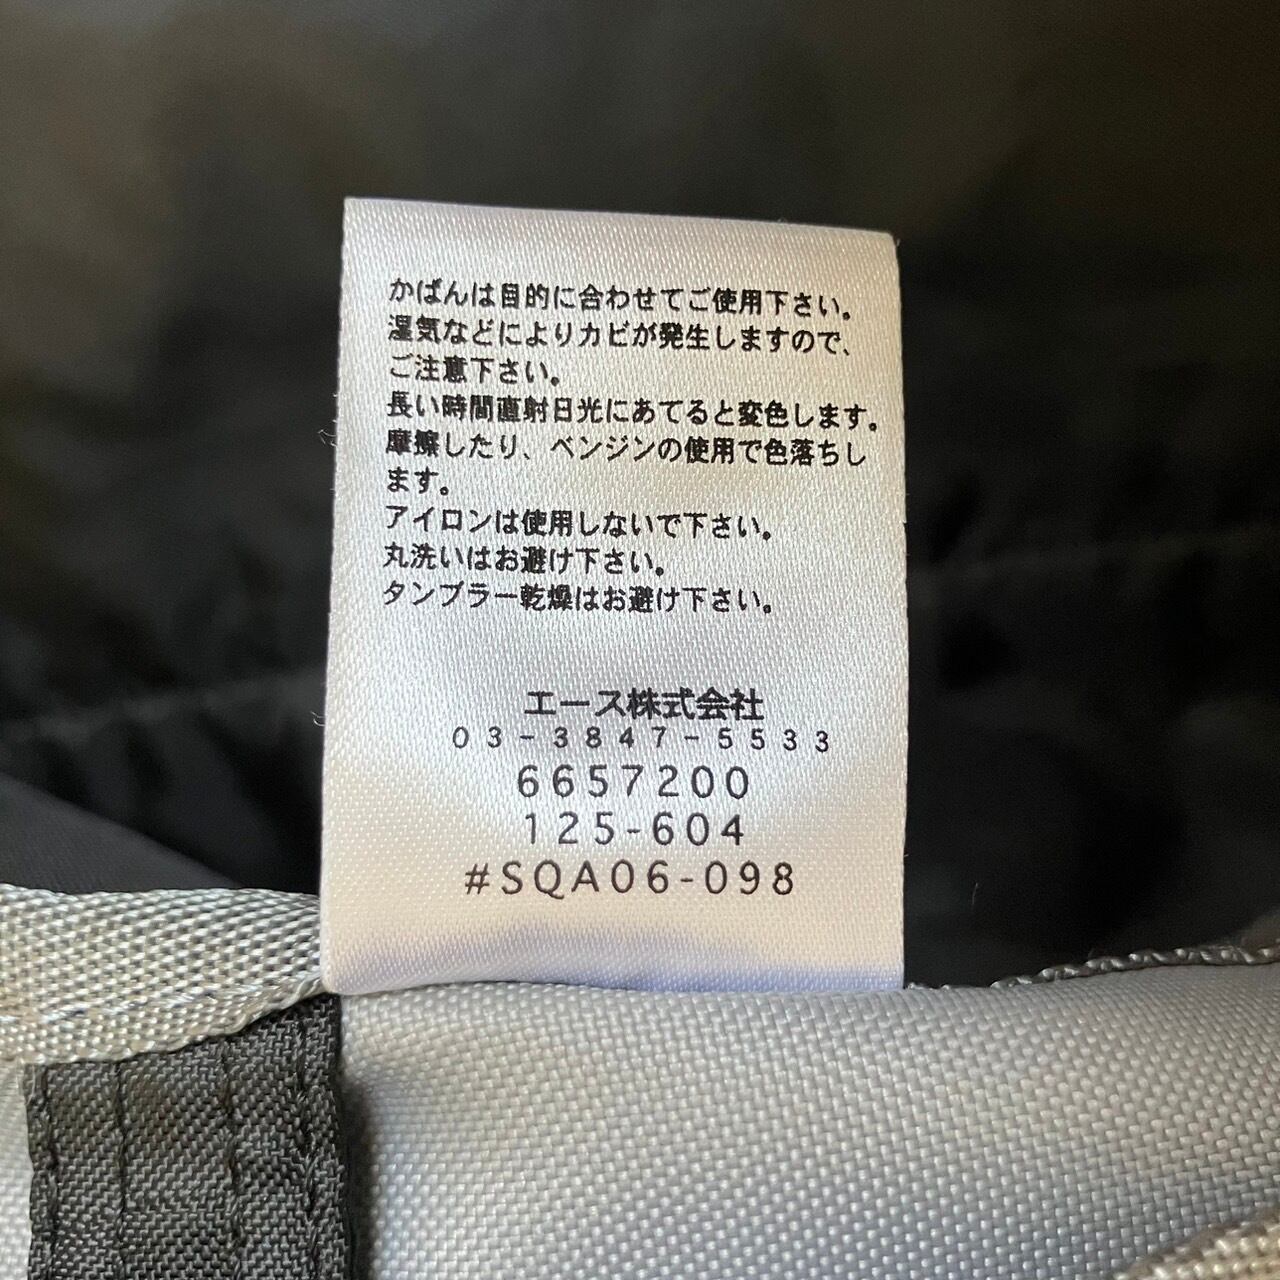 かばんは目的に合わせてご使用下さい。
湿気などによりカビが発生しますので、
ご注意下さい。
長い時間直射日光にあてると変色します。
摩擦したり、ベンジンの使用で色落ちし
ます。
アイロンは使用しないで下さい。
丸洗いはお避け下さい。
タンブラー乾燥はお避け下さい。
エース株式会社
03-3847-5533
6657200
125-604
#SQA06-098